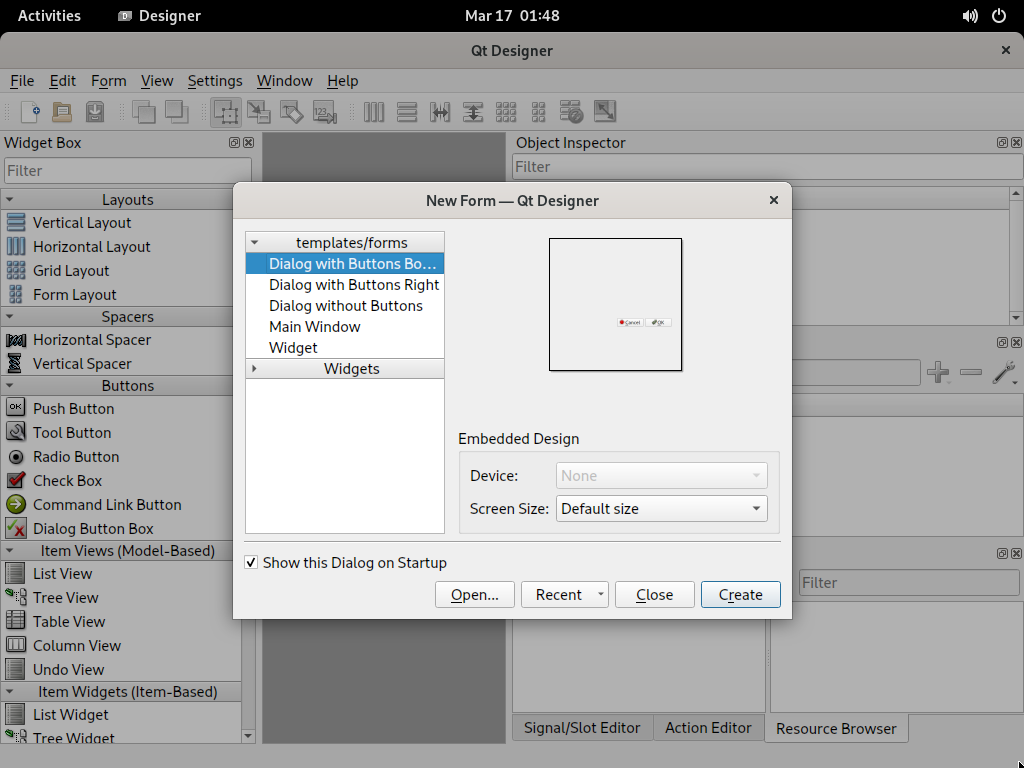 Activities
Designer
Mar 17 01:48
Qt Designer
File Edit Form View Settings Window Help
Widget Box
Filter
Layouts
Vertical Layout
Horizontal Layout
Grid Layout
Form Layout
Spacers
Horizontal Spacer
Vertical Spacer
Buttons
Push Button
Tool Button
Radio Button
Check Box
Command Link Button
Dialog Button Box
Item Views (Model-Based)
List View
Tree View
Table View
Column View
Undo View
Item Widgets (Item-Based)
List Widget
Tree Widget
Object Inspector
Filter
New Form — Qt Designer
templates/forms
Dialog with Buttons Bo...
Dialog with Buttons Right
Dialog without Buttons
Main Window
Widget
Widgets
Cancel OK
Embedded Design
Device: None
Screen Size: Default size
Show this Dialog on Startup
Open... Recent Close Create
Filter
Signal/Slot Editor Action Editor Resource Browser